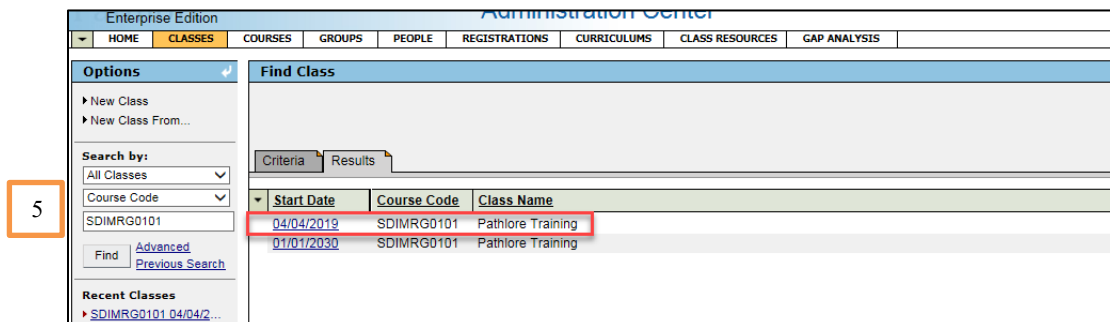 Enterprise Edition
Administration Center
HOME CLASSES COURSES GROUPS PEOPLE REGISTRATIONS CURRICULUMS CLASS RESOURCES GAP ANALYSIS
Options
New Class
New Class From...
Search by:
All Classes
Course Code
SDIMRG0101
Find
Advanced
Previous Search
Recent Classes
SDIMRG0101 04/04/2...
5
Find Class
Criteria Results
Start Date Course Code Class Name
04/04/2019 SDIMRG0101 Pathlore Training
01/01/2030 SDIMRG0101 Pathlore Training